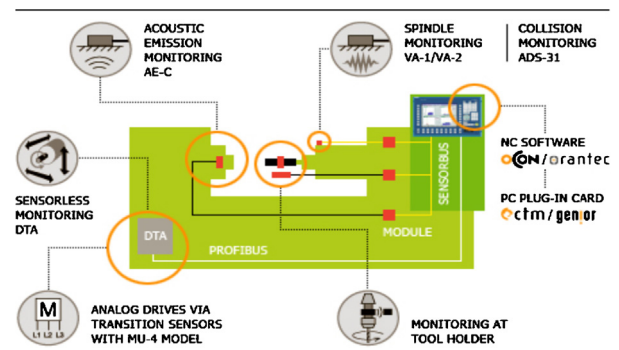 ACOUSTIC
EMISSION
MONITORING
AE-C
SPINDLE
MONITORING
VA-1/VA-2
COLLISION
MONITORING
ADS-31
SENSORLESS
MONITORING
DTA
DTA
PROFIBUS
MODULE
SENSORBUS
NC SOFTWARE
OCON/orantec
PC PLUG-IN CARD
ctm/genior
M
L1 L2 L3
ANALOG DRIVES VIA
TRANSITION SENSORS
WITH MU-4 MODEL
MONITORING AT
TOOL HOLDER